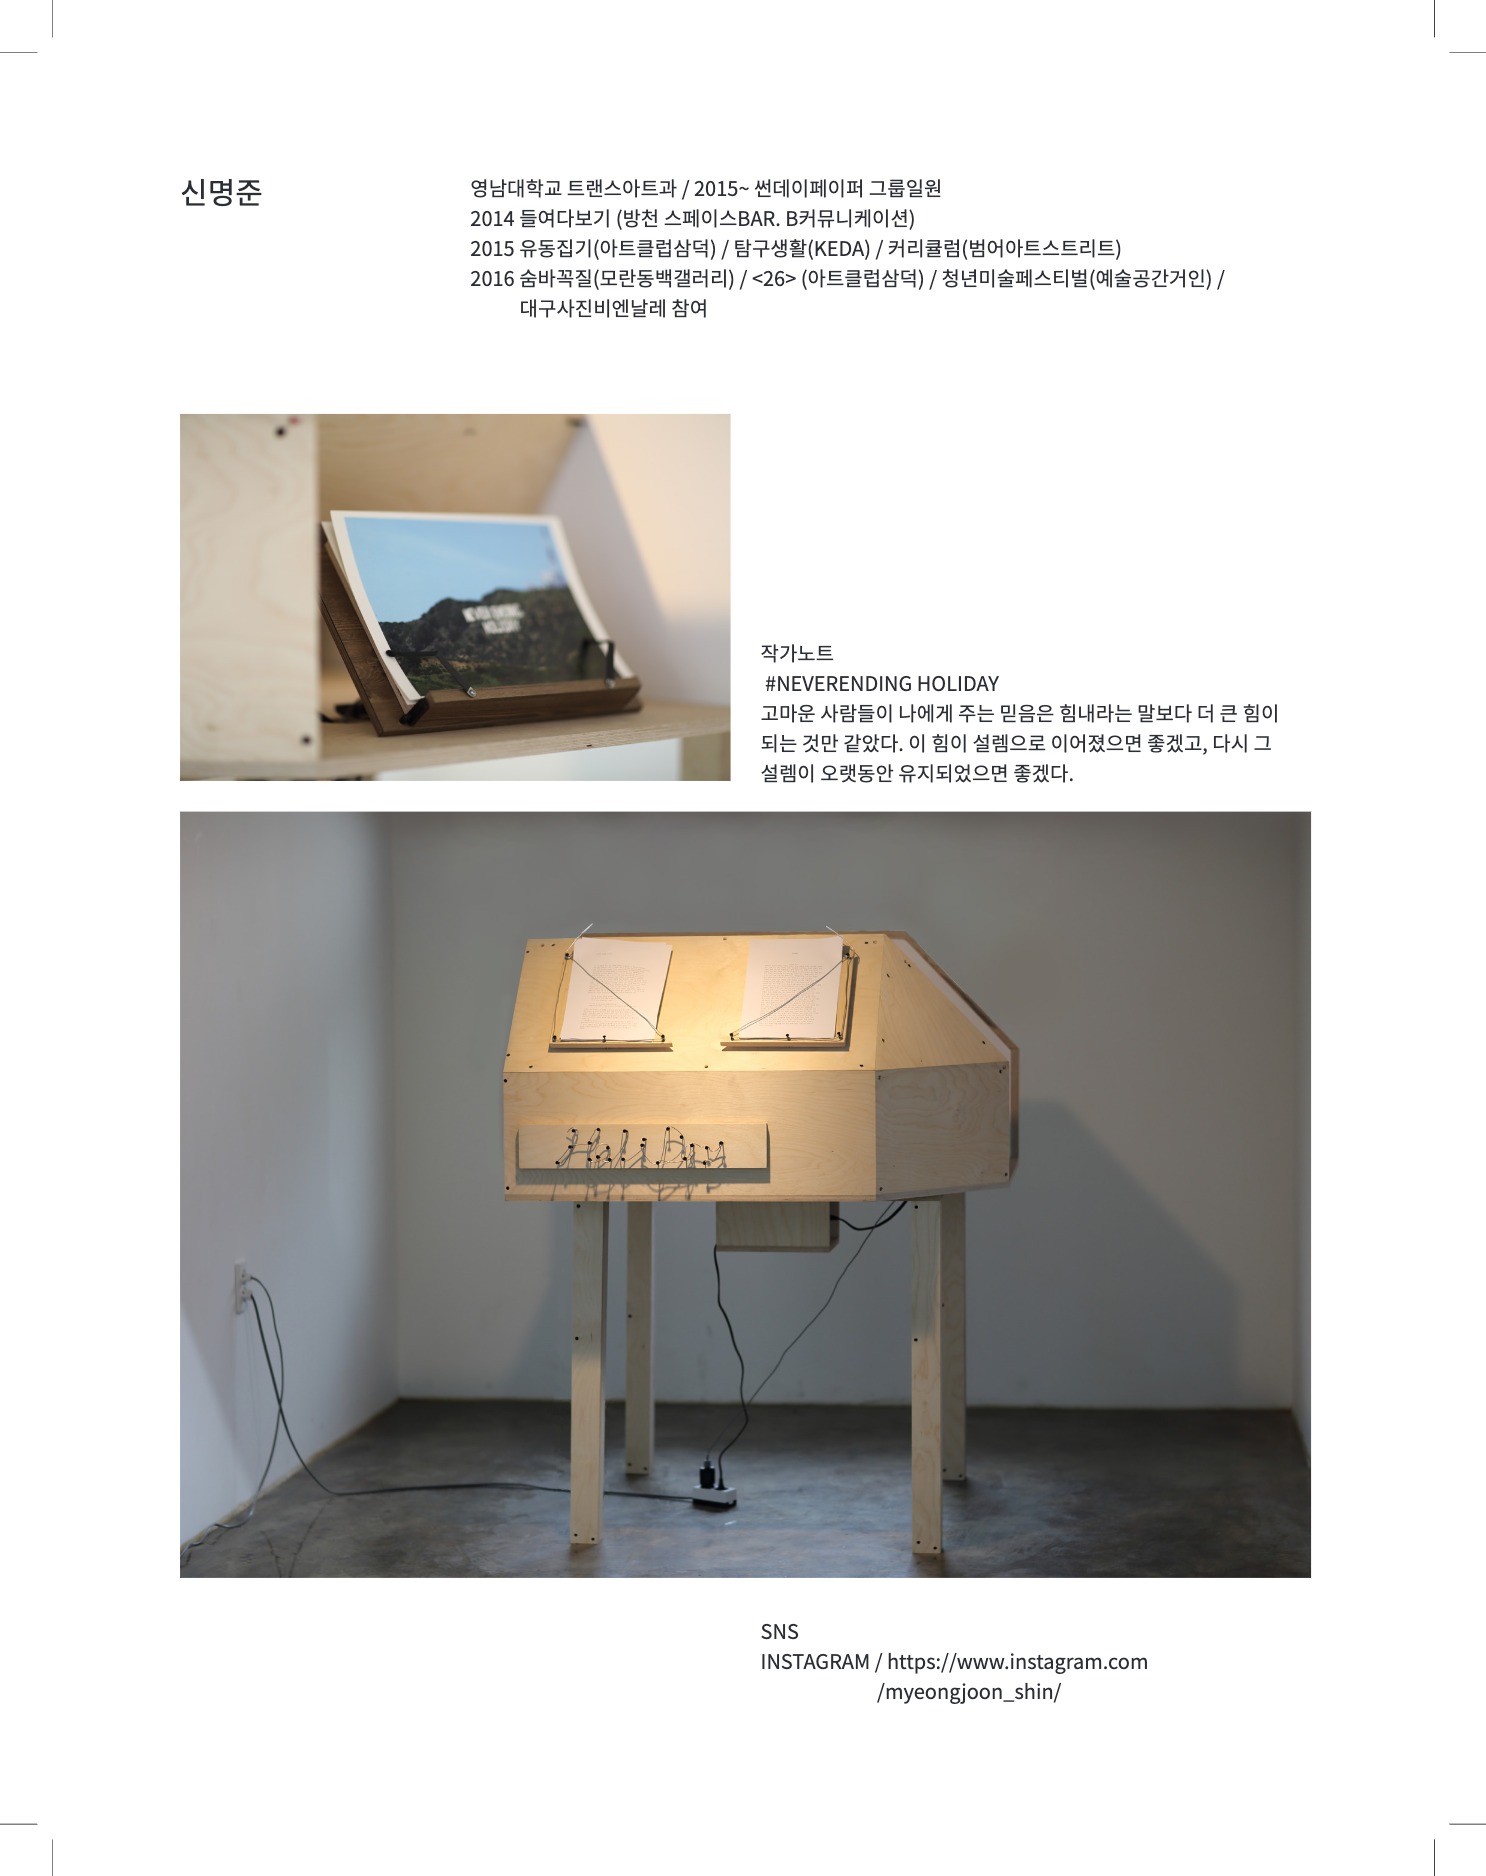 신명준
영남대학교 트랜스아트과 / 2015~ 썬데이페이퍼 그룹일원
2014 들여다보기 (방천 스페이스BAR. B커뮤니케이션)
2015 유동집기(아트클럽삼덕) / 탐구생활(KEDA) / 커리큘럼(범어아트스트리트)
2016 숨바꼭질(모란동백갤러리) / <26> (아트클럽삼덕) / 청년미술페스티벌(예술공간거인) /
대구사진비엔날레 참여
NEVER ENDING
HOLIDAY
작가노트
#NEVERENDING HOLIDAY
고마운 사람들이 나에게 주는 믿음은 힘내라는 말보다 더 큰 힘이
되는 것만 같았다. 이 힘이 설렘으로 이어졌으면 좋겠고, 다시 그
설렘이 오랫동안 유지되었으면 좋겠다.
HoliDay
SNS
INSTAGRAM / https://www.instagram.com
/myeongjoon_shin/